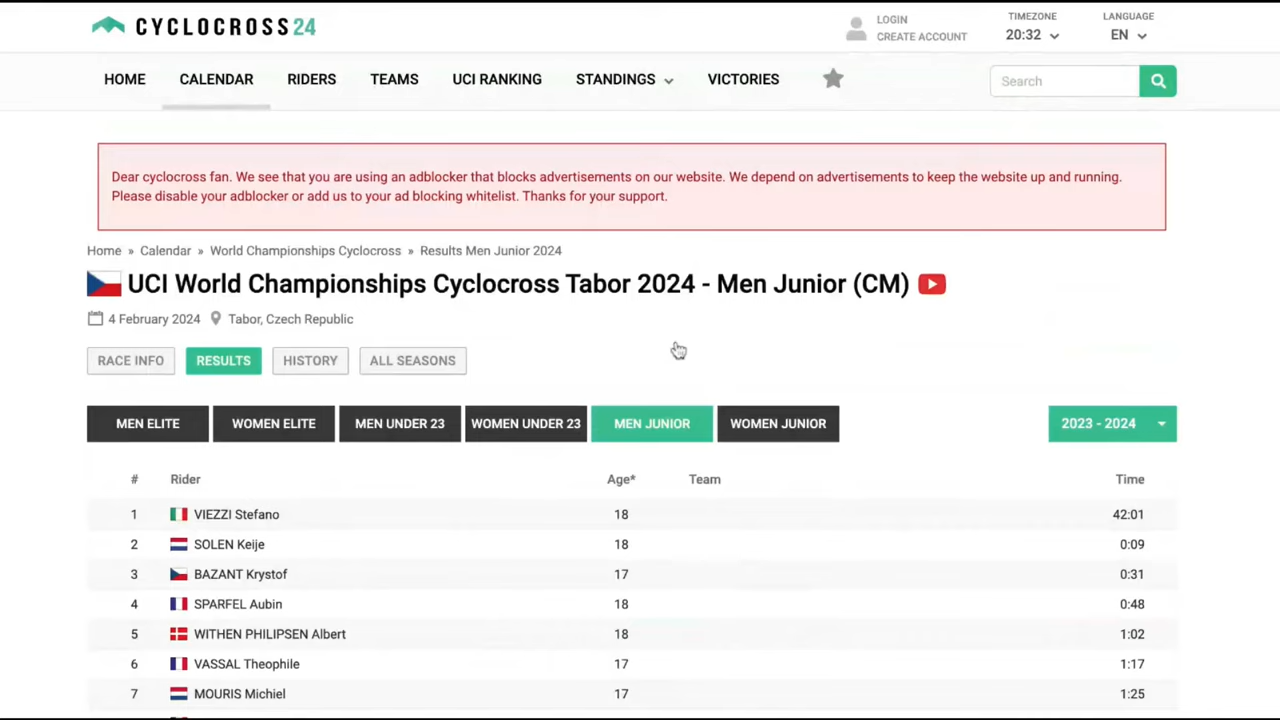 CYCLOCROSS24
LOGIN
CREATE ACCOUNT
TIMEZONE
20:32
LANGUAGE
EN
HOME CALENDAR RIDERS TEAMS UCI RANKING STANDINGS VICTORIES Search
Dear cyclocross fan. We see that you are using an adblocker that blocks advertisements on our website. We depend on advertisements to keep the website up and running.
Please disable your adblocker or add us to your ad blocking whitelist. Thanks for your support.
Home » Calendar » World Championships Cyclocross » Results Men Junior 2024
UCI World Championships Cyclocross Tabor 2024 - Men Junior (CM)
4 February 2024 Tabor, Czech Republic
RACE INFO RESULTS HISTORY ALL SEASONS
MEN ELITE WOMEN ELITE MEN UNDER 23 WOMEN UNDER 23 MEN JUNIOR WOMEN JUNIOR 2023 - 2024
# Rider Age* Team Time
1 VIEZZI Stefano 18 42:01
2 SOLEN Keije 18 0:09
3 BAZANT Krystof 17 0:31
4 SPARFEL Aubin 18 0:48
5 WITHEN PHILIPSEN Albert 18 1:02
6 VASSAL Theophile 17 1:17
7 MOURIS Michiel 17 1:25